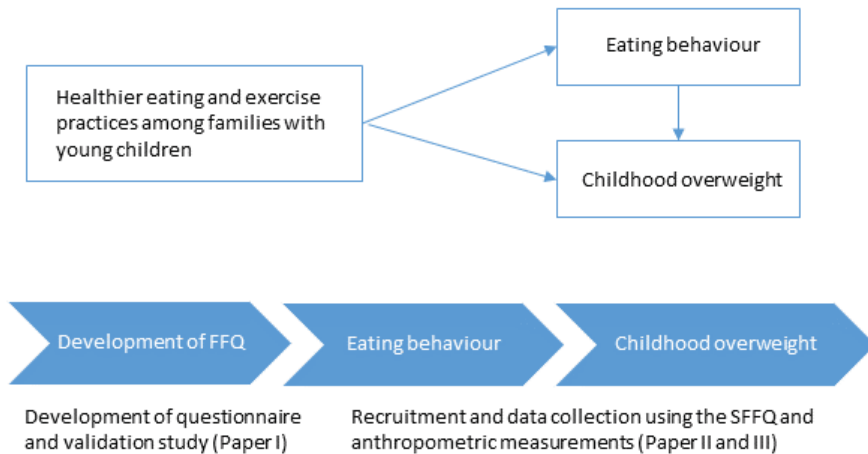 Eating behaviour
Healthier eating and exercise
practices among families with
young children
Childhood overweight
Development of FFQ
Eating behaviour
Childhood overweight
Development of questionnaire
and validation study (Paper I)
Recruitment and data collection using the SFFQ and
anthropometric measurements (Paper II and III)